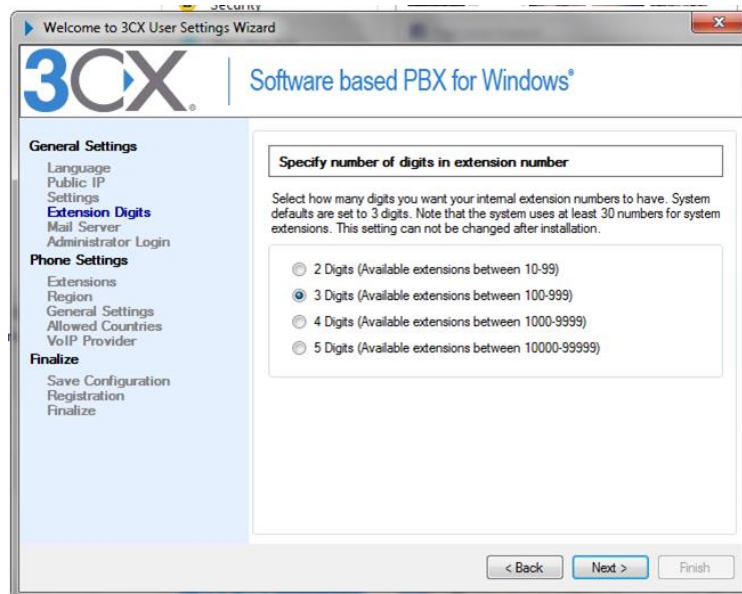 Security
Welcome to 3CX User Settings Wizard
3CX
Software based PBX for Windows®
General Settings
Language
Public IP
Settings
Extension Digits
Mail Server
Administrator Login
Phone Settings
Extensions
Region
General Settings
Allowed Countries
VoIP Provider
Finalize
Save Configuration
Registration
Finalize
Specify number of digits in extension number
Select how many digits you want your internal extension numbers to have. System
defaults are set to 3 digits. Note that the system uses at least 30 numbers for system
extensions. This setting can not be changed after installation.
2 Digits (Available extensions between 10-99)
3 Digits (Available extensions between 100-999)
4 Digits (Available extensions between 1000-9999)
5 Digits (Available extensions between 10000-99999)
< Back
Next >
Finish